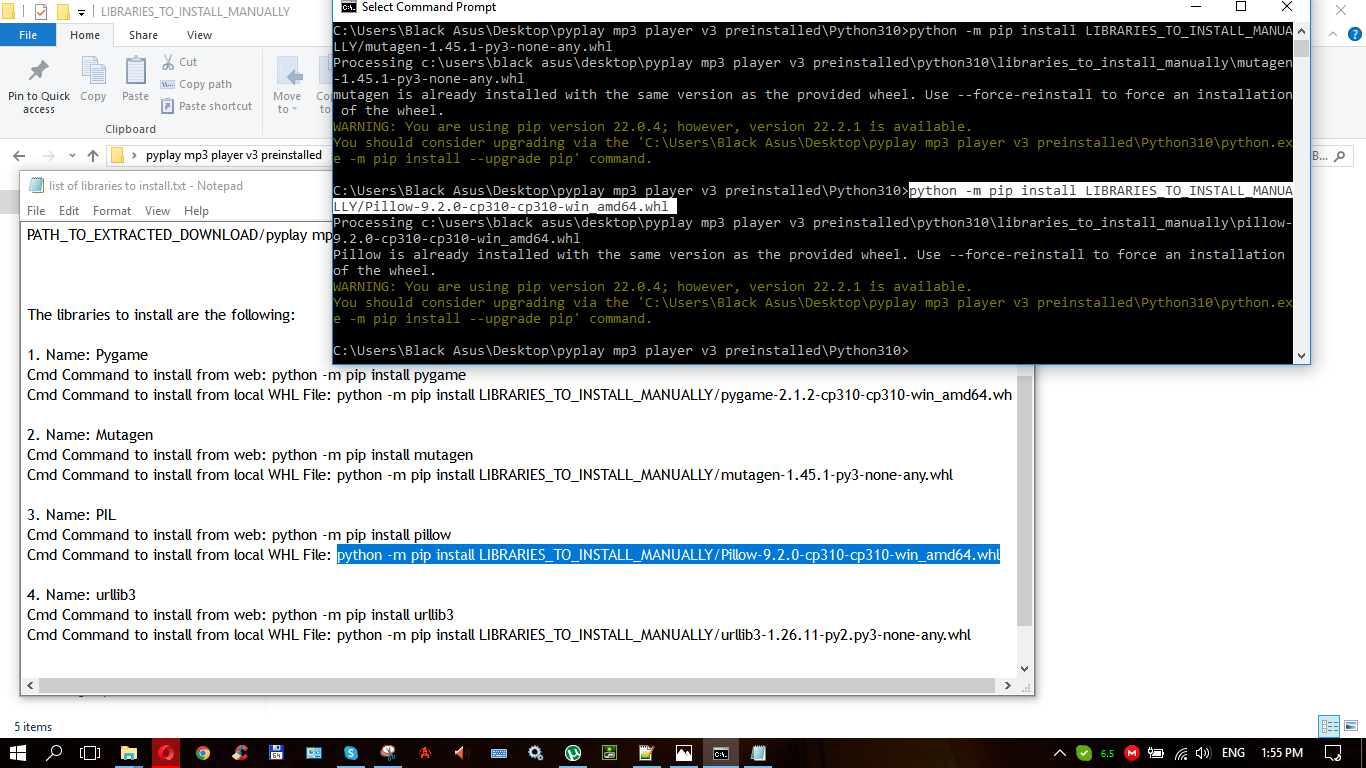 LIBRARIES_TO_INSTALL_MANUALLY
File Home Share View
Pin to Quick access
Copy
Paste
Cut
Copy path
Paste shortcut
Move to
Clipboard
pyplay mp3 player v3 preinstalled
B...
Select Command Prompt
C:\Users\Black Asus\Desktop\pyplay mp3 player v3 preinstalled\Python310>python -m pip install LIBRARIES_TO_INSTALL_MANUA
LLY/mutagen-1.45.1-py3-none-any.whl
Processing c:\users\black asus\desktop\pyplay mp3 player v3 preinstalled\python310\libraries_to_install_manually\mutagen
-1.45.1-py3-none-any.whl
mutagen is already installed with the same version as the provided wheel. Use --force-reinstall to force an installation
of the wheel.
WARNING: You are using pip version 22.0.4; however, version 22.2.1 is available.
You should consider upgrading via the 'C:\Users\Black Asus\Desktop\pyplay mp3 player v3 preinstalled\Python310\python.ex
e -m pip install --upgrade pip' command.
C:\Users\Black Asus\Desktop\pyplay mp3 player v3 preinstalled\Python310>python -m pip install LIBRARIES_TO_INSTALL_MANUA
LLY/Pillow-9.2.0-cp310-cp310-win_amd64.whl
Processing c:\users\black asus\desktop\pyplay mp3 player v3 preinstalled\python310\libraries_to_install_manually\pillow-
9.2.0-cp310-cp310-win_amd64.whl
Pillow is already installed with the same version as the provided wheel. Use --force-reinstall to force an installation
of the wheel.
WARNING: You are using pip version 22.0.4; however, version 22.2.1 is available.
You should consider upgrading via the 'C:\Users\Black Asus\Desktop\pyplay mp3 player v3 preinstalled\Python310\python.ex
e -m pip install --upgrade pip' command.
C:\Users\Black Asus\Desktop\pyplay mp3 player v3 preinstalled\Python310>
list of libraries to install.txt - Notepad
File Edit Format View Help
PATH_TO_EXTRACTED_DOWNLOAD/pyplay mp
The libraries to install are the following:
1. Name: Pygame
Cmd Command to install from web: python -m pip install pygame
Cmd Command to install from local WHL File: python -m pip install LIBRARIES_TO_INSTALL_MANUALLY/pygame-2.1.2-cp310-cp310-win_amd64.wh
2. Name: Mutagen
Cmd Command to install from web: python -m pip install mutagen
Cmd Command to install from local WHL File: python -m pip install LIBRARIES_TO_INSTALL_MANUALLY/mutagen-1.45.1-py3-none-any.whl
3. Name: PIL
Cmd Command to install from web: python -m pip install pillow
Cmd Command to install from local WHL File: python -m pip install LIBRARIES_TO_INSTALL_MANUALLY/Pillow-9.2.0-cp310-cp310-win_amd64.whl
4. Name: urllib3
Cmd Command to install from web: python -m pip install urllib3
Cmd Command to install from local WHL File: python -m pip install LIBRARIES_TO_INSTALL_MANUALLY/urllib3-1.26.11-py2.py3-none-any.whl
5 items
6.5 ENG 1:55 PM